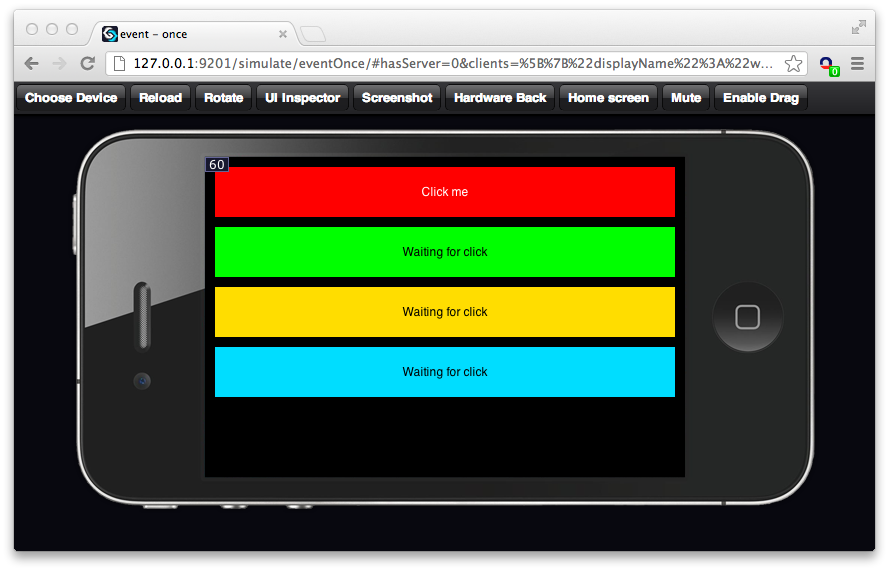 event - once
127.0.0.1:9201/simulate/eventOnce/#hasServer=0&clients=%5B%7B%22displayName%22%3A%22w...
0
Choose Device Reload Rotate UI Inspector Screenshot Hardware Back Home screen Mute Enable Drag
60
Click me
Waiting for click
Waiting for click
Waiting for click